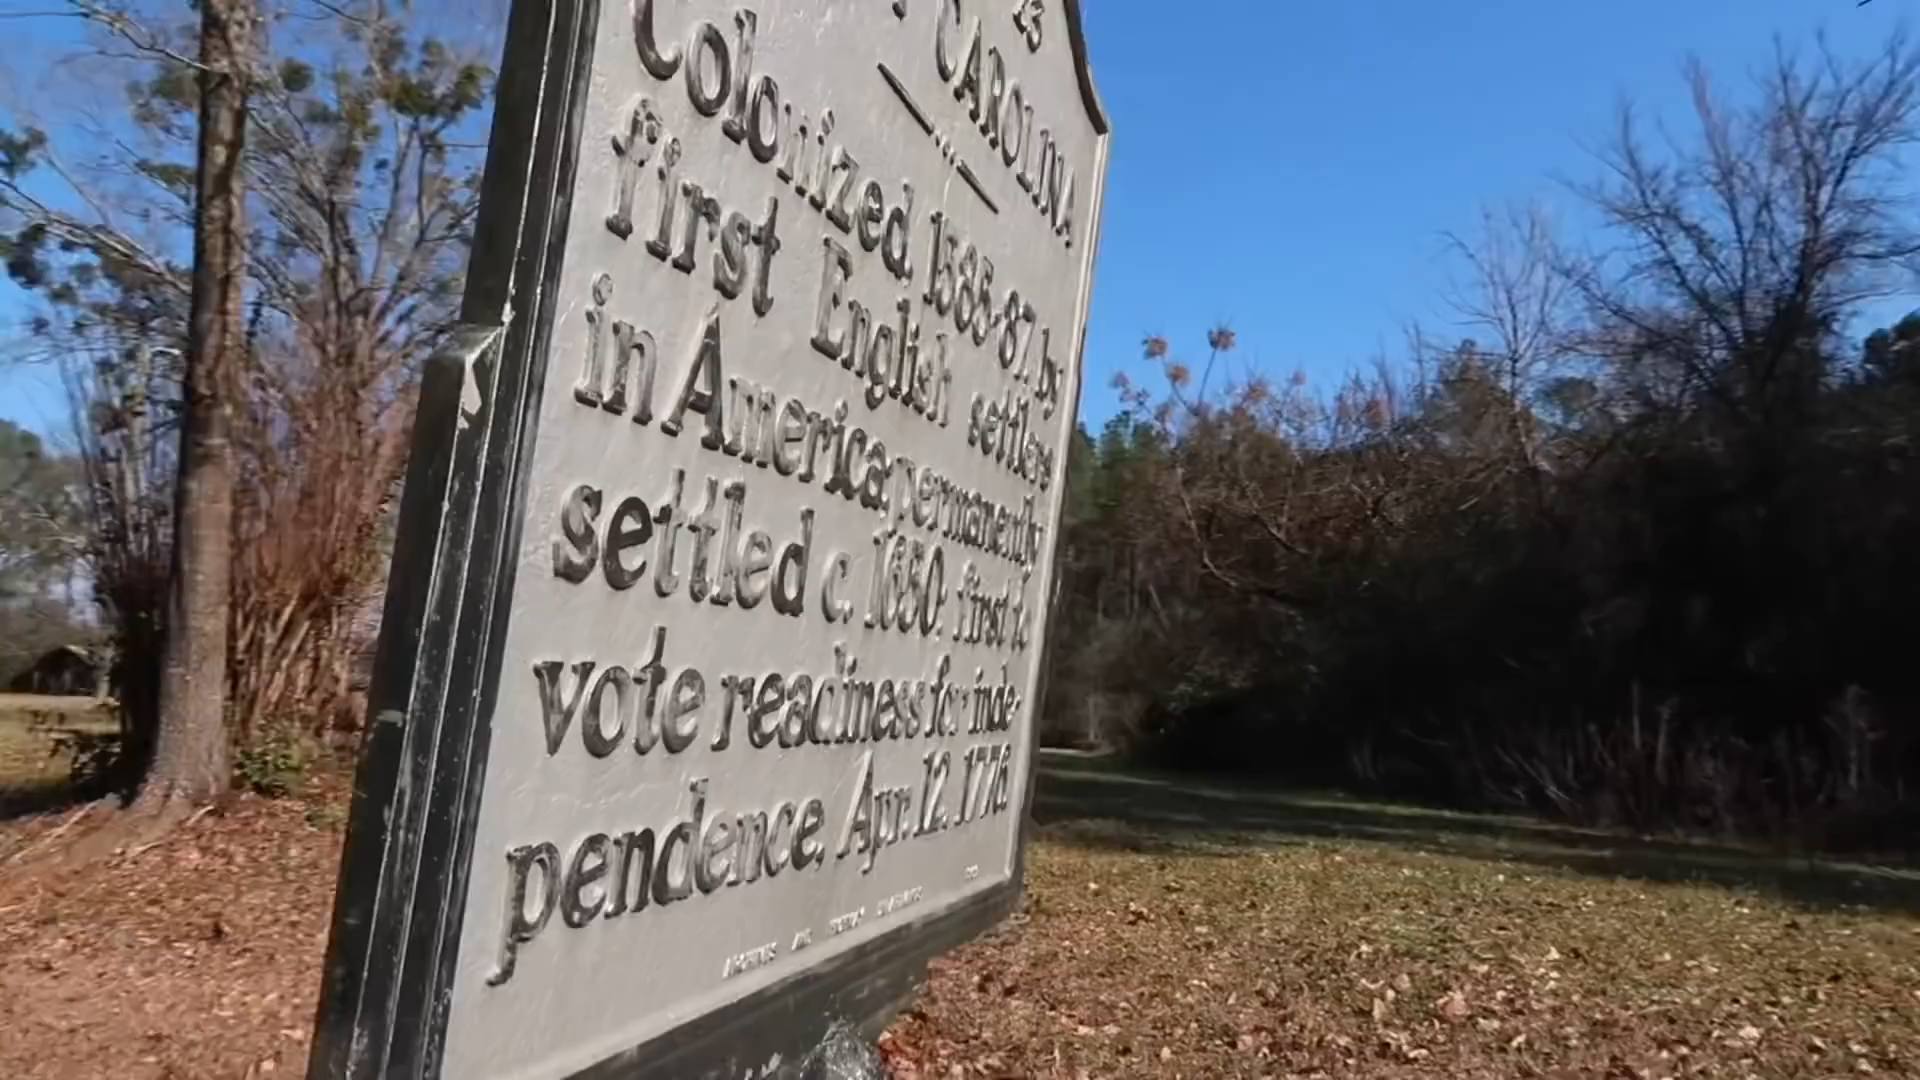 CAROLINA
Colonized, 1585-87, by
first English settlers
in America; permanently
settled c. 1650; first to
vote readiness for inde-
pendence, Apr. 12, 1776